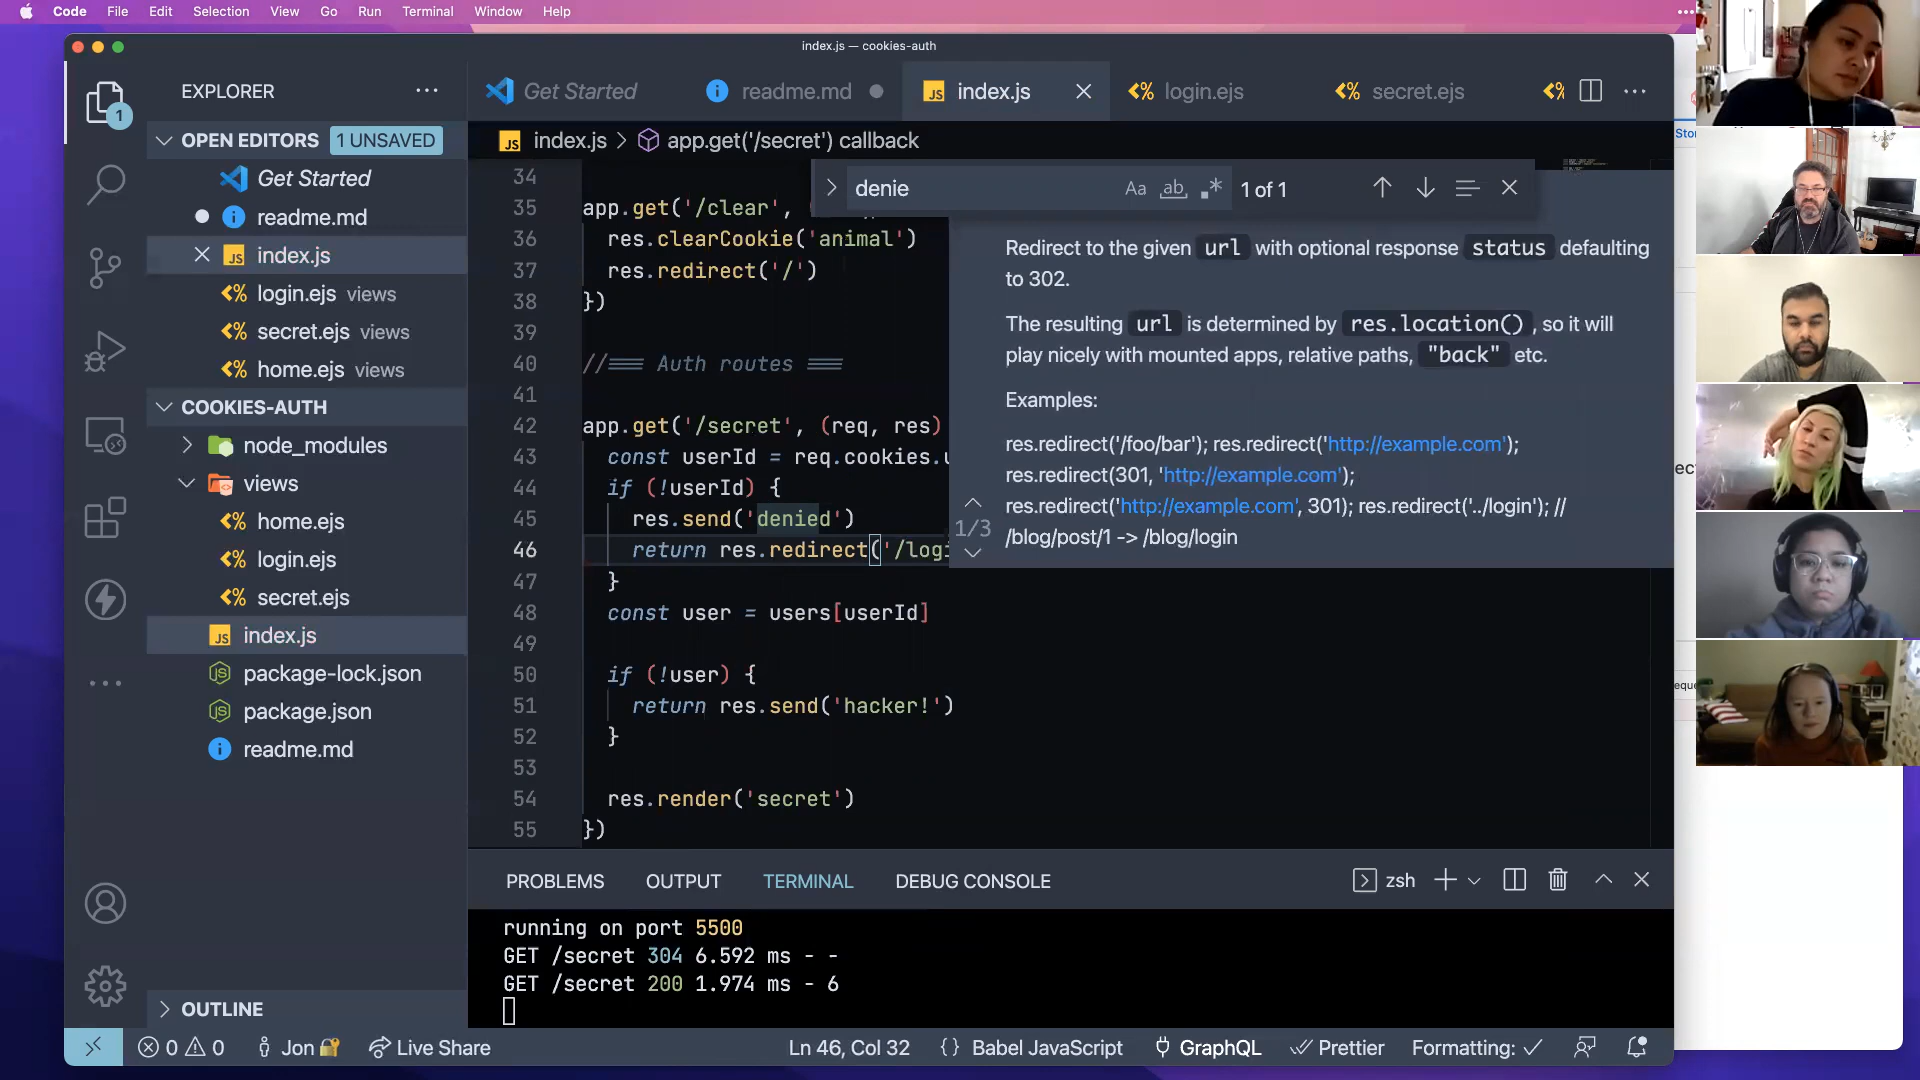 Code File Edit Selection View Go Run Terminal Window Help
index.js — cookies-auth
EXPLORER
Get Started
readme.md
index.js
login.ejs
secret.ejs
OPEN EDITORS 1 UNSAVED
Get Started
readme.md
index.js
login.ejs views
secret.ejs views
home.ejs views
COOKIES-AUTH
node_modules
views
home.ejs
login.ejs
secret.ejs
index.js
package-lock.json
package.json
readme.md
OUTLINE
1
index.js > app.get('/secret') callback
denie
Aa ab 1 of 1
34
35 app.get('/clear',
36 res.clearCookie('animal')
37 res.redirect('/')
38 })
39
40 //=== Auth routes ===
41
42 app.get('/secret', (req, res)
43 const userId = req.cookies.
44 if (!userId) {
45 res.send('denied')
46 return res.redirect('/logi
47 }
48 const user = users[userId]
49
50 if (!user) {
51 return res.send('hacker!')
52 }
53
54 res.render('secret')
55 })
Redirect to the given url with optional response status defaulting
to 302.
The resulting url is determined by res.location() , so it will
play nicely with mounted apps, relative paths, "back" etc.
Examples:
res.redirect('/foo/bar'); res.redirect('http://example.com');
res.redirect(301, 'http://example.com');
res.redirect('http://example.com', 301); res.redirect('../login'); //
/blog/post/1 -> /blog/login
1/3
PROBLEMS OUTPUT TERMINAL DEBUG CONSOLE
zsh
running on port 5500
GET /secret 304 6.592 ms - -
GET /secret 200 1.974 ms - 6
0 0 Jon Live Share Ln 46, Col 32 {} Babel JavaScript GraphQL Prettier Formatting:
Stor